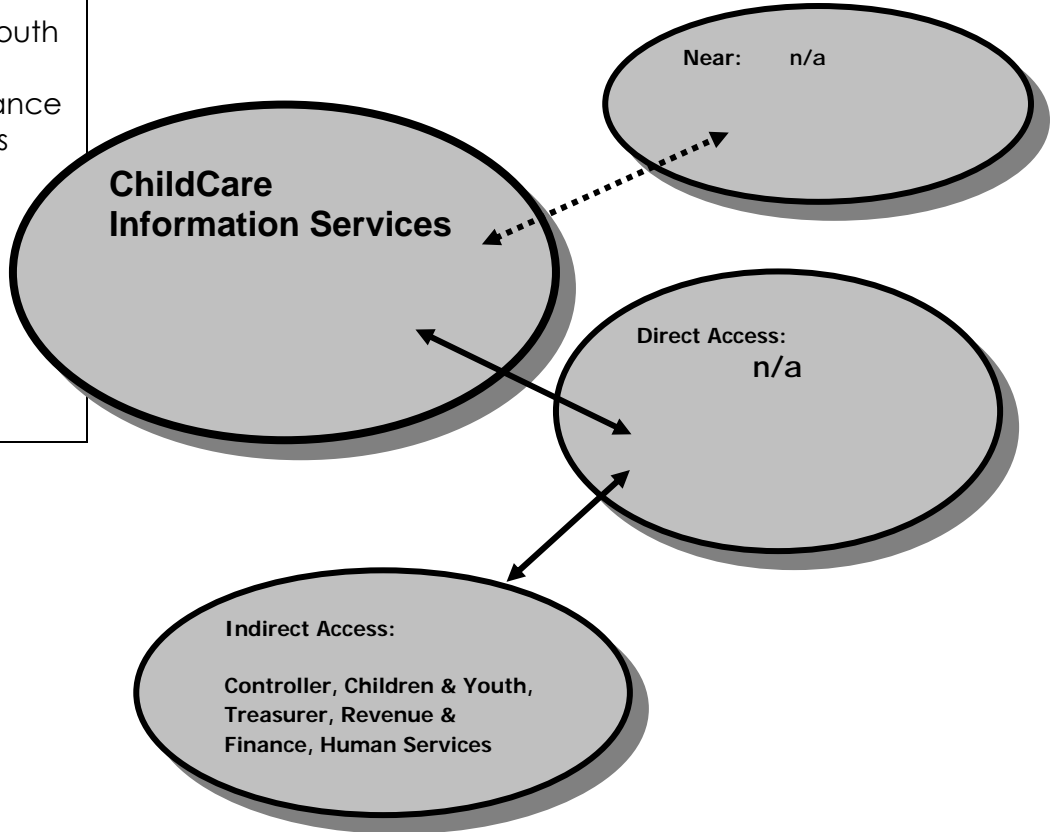 outh
ance
s
ChildCare
Information Services
Near: n/a
Direct Access:
n/a
Indirect Access:
Controller, Children & Youth,
Treasurer, Revenue &
Finance, Human Services